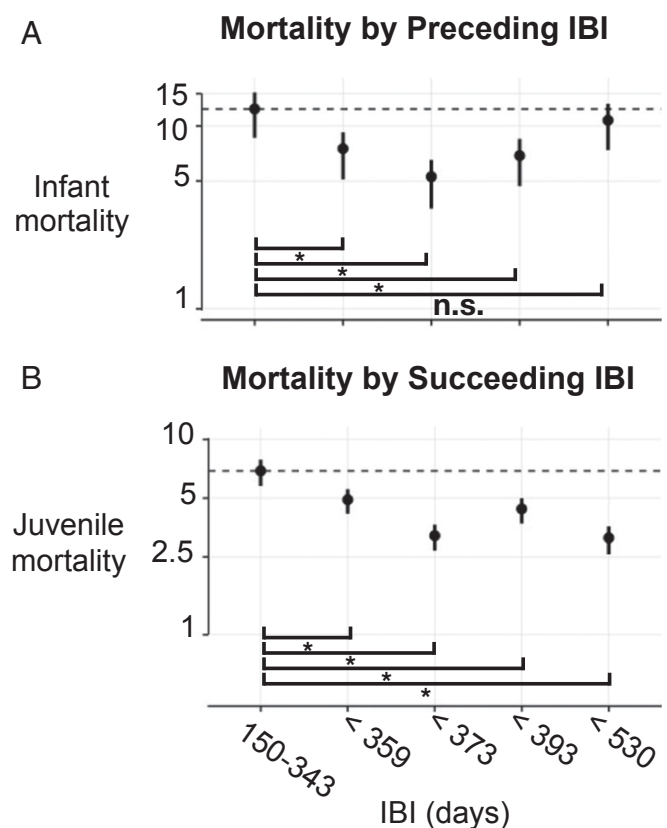 A
Mortality by Preceding IBI
15
10
Infant
mortality
5
*
*
*
n.s.
1
B
Mortality by Succeeding IBI
10
5
Juvenile
mortality
2.5
1
*
*
*
*
150-343
< 359
< 373
< 393
< 530
IBI (days)